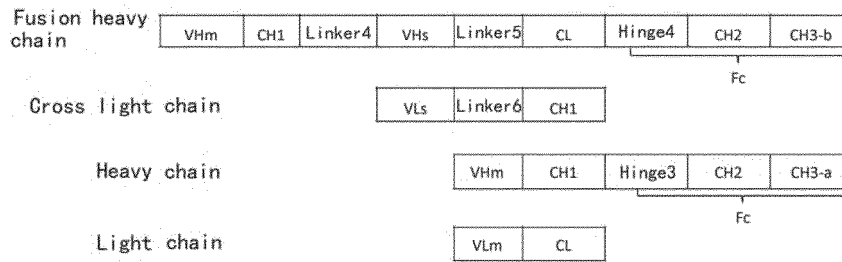 Fusion heavy chain
VHm CH1 Linker4 VHs Linker5 CL Hinge4 CH2 CH3-b
Fc
Cross light chain
VLs Linker6 CH1
Heavy chain
VHm CH1 Hinge3 CH2 CH3-a
Fc
Light chain
VLm CL